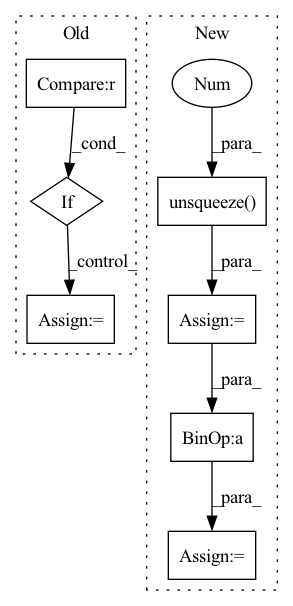 Old
New
Compare:r
Num
_cond_
_para_
If
unsqueeze()
_control_
_para_
Assign:=
Assign:=
_para_
BinOp:a
_para_
Assign:=